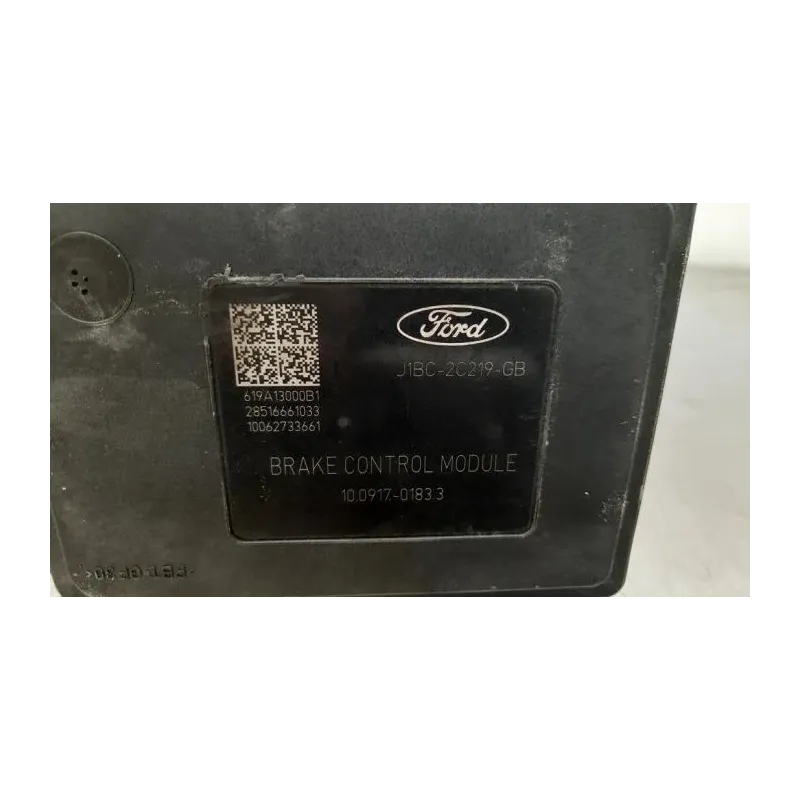 Ford
J1BC-2C219-GB
619A13000B1
28516661033
10062733661
BRAKE CONTROL MODULE
10.0917-0183.3